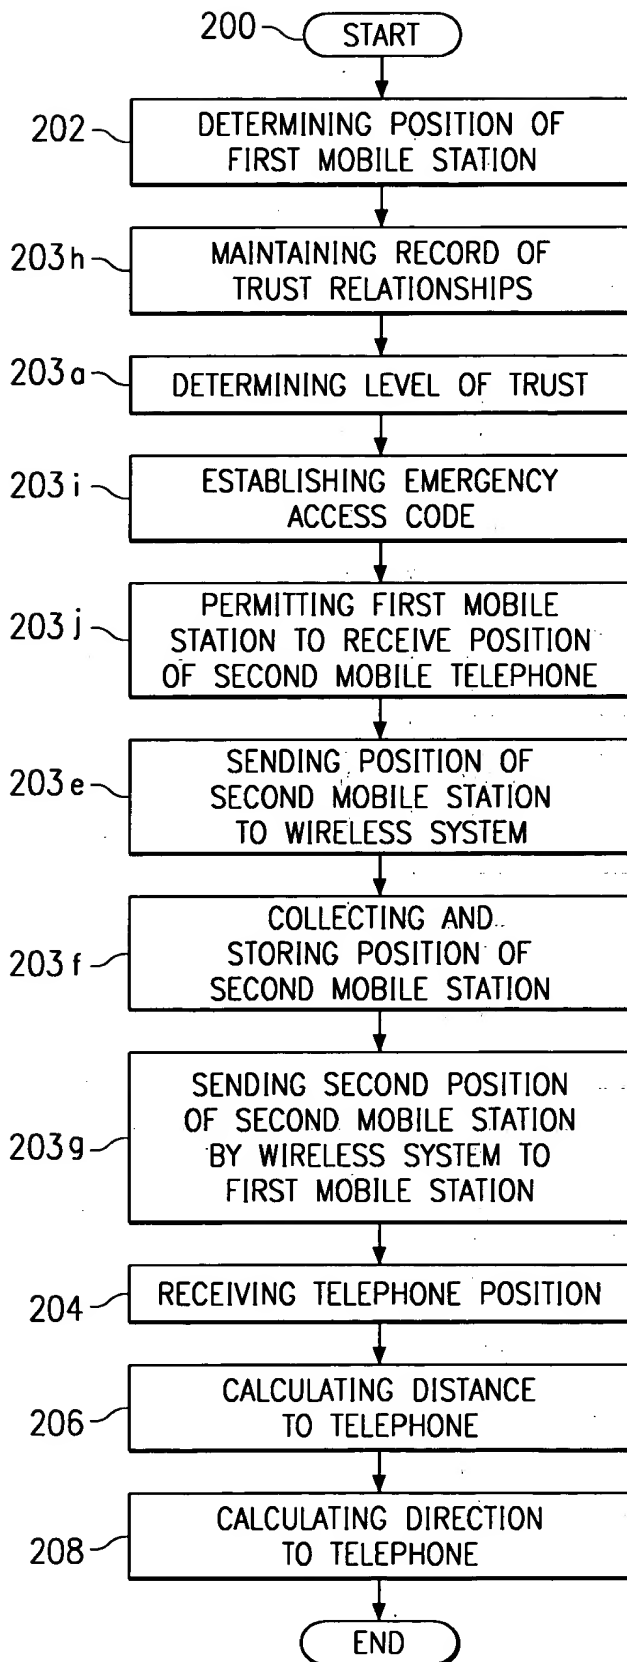 200
START
202
DETERMINING POSITION OF
FIRST MOBILE STATION
203h
MAINTAINING RECORD OF
TRUST RELATIONSHIPS
203a
DETERMINING LEVEL OF TRUST
203i
ESTABLISHING EMERGENCY
ACCESS CODE
203j
PERMITTING FIRST MOBILE
STATION TO RECEIVE POSITION
OF SECOND MOBILE TELEPHONE
203e
SENDING POSITION OF
SECOND MOBILE STATION
TO WIRELESS SYSTEM
203f
COLLECTING AND
STORING POSITION OF
SECOND MOBILE STATION
203g
SENDING SECOND POSITION
OF SECOND MOBILE STATION
BY WIRELESS SYSTEM TO
FIRST MOBILE STATION
204
RECEIVING TELEPHONE POSITION
206
CALCULATING DISTANCE
TO TELEPHONE
208
CALCULATING DIRECTION
TO TELEPHONE
END